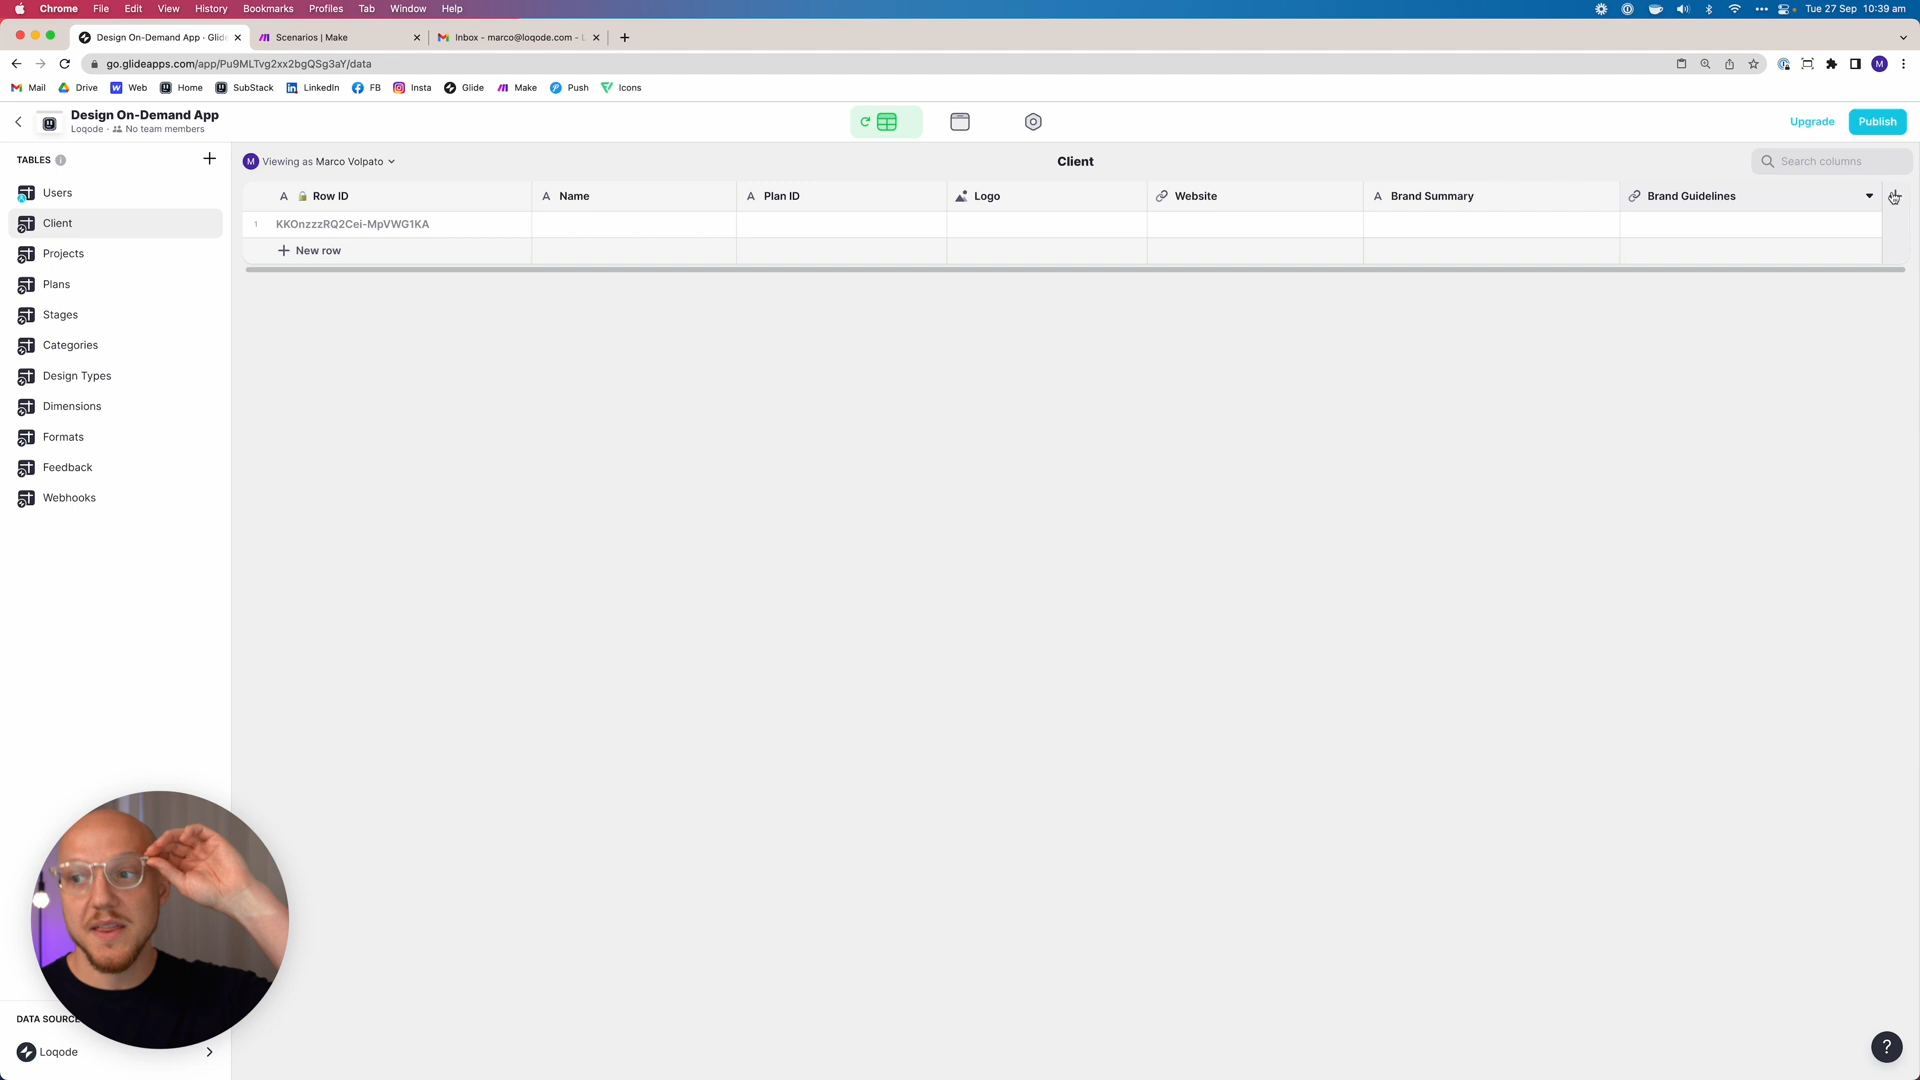 Chrome File Edit View History Bookmarks Profiles Tab Window Help
Tue 27 Sep 10:39 am
Design On-Demand App · Glide
Scenarios | Make
Inbox - marco@loqode.com -
go.glideapps.com/app/Pu9MLTvg2xx2bgQSg3aY/data
M
Mail Drive Web Home SubStack LinkedIn FB Insta Glide Make Push Icons
Design On-Demand App
Loqode · No team members
Upgrade
Publish
TABLES
M Viewing as Marco Volpato
Client
Search columns
Row ID Name Plan ID Logo Website Brand Summary Brand Guidelines
1 KKOnzzzRQ2Cei-MpVWG1KA
New row
Users
Client
Projects
Plans
Stages
Categories
Design Types
Dimensions
Formats
Feedback
Webhooks
DATA SOURC
Loqode
?